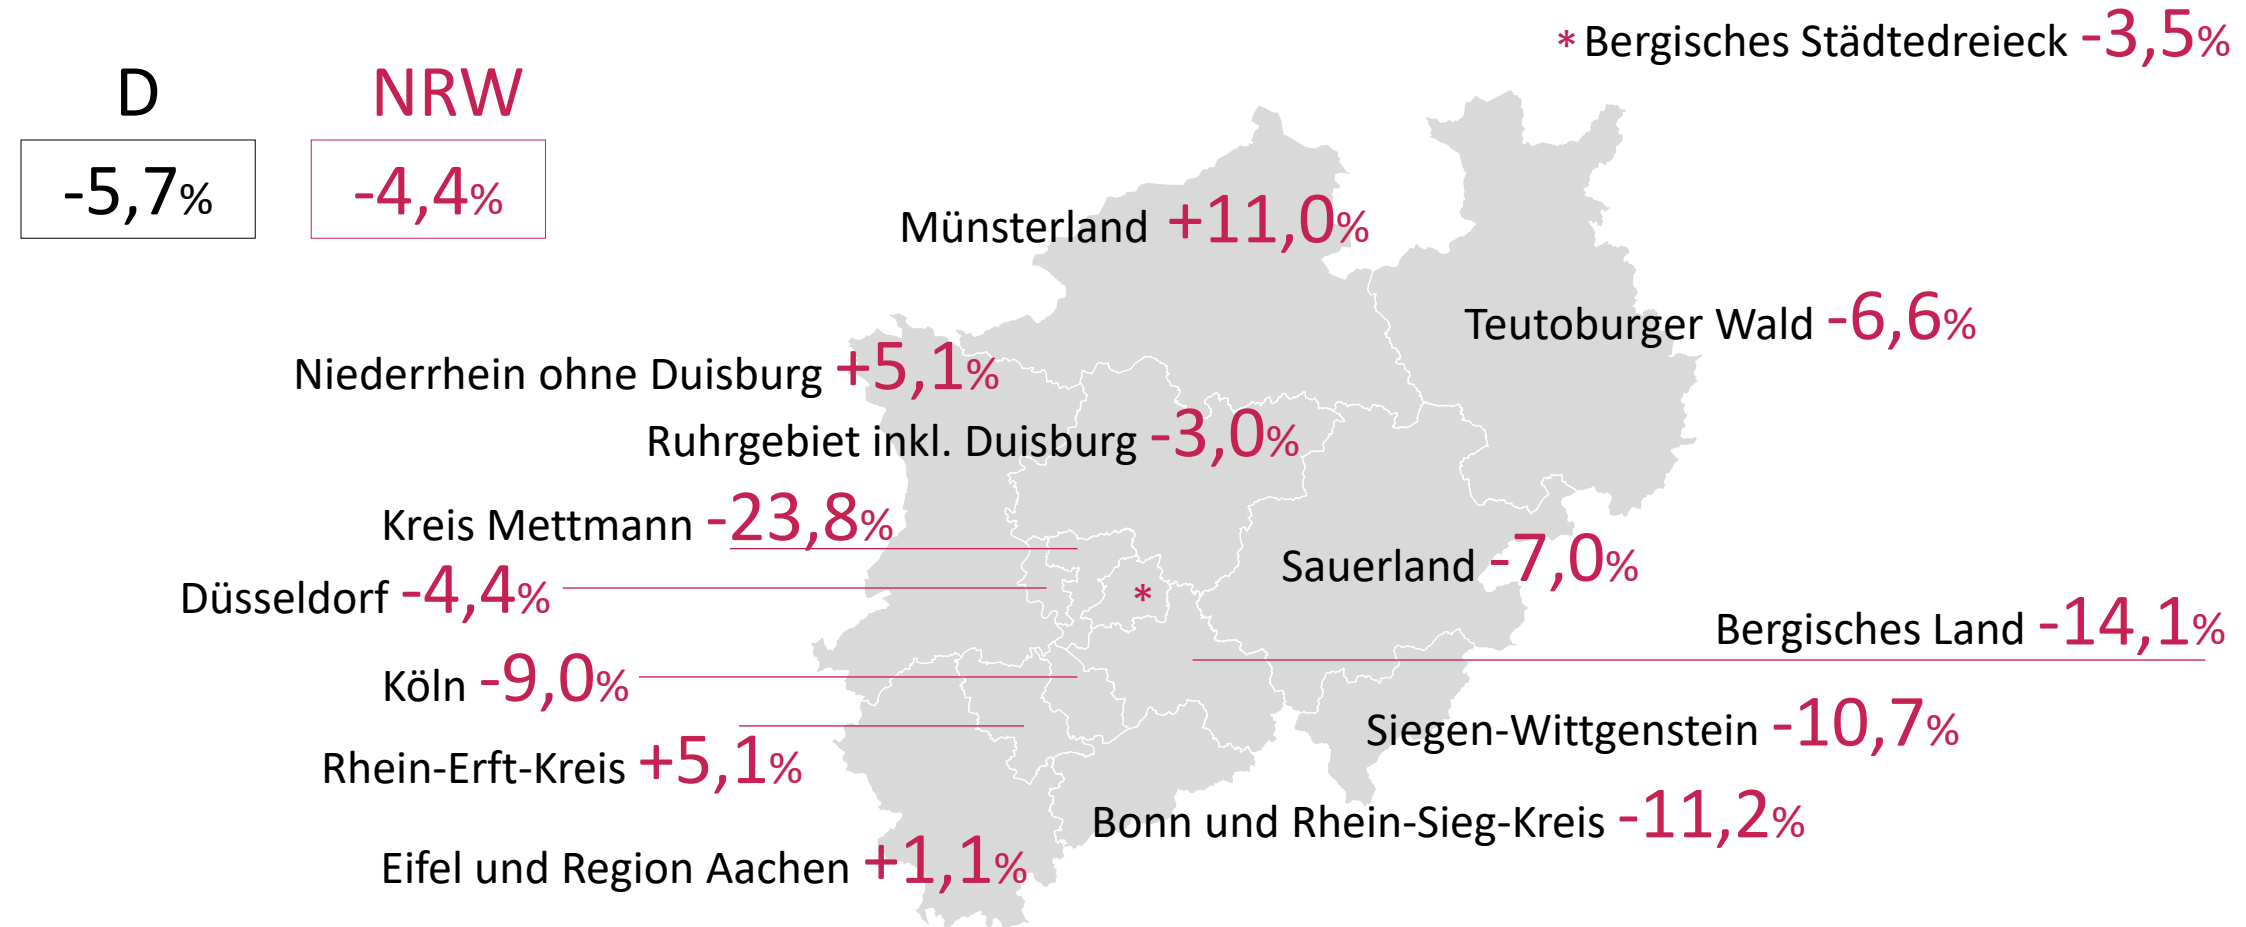 * Bergisches Städtedreieck -3,5%
D
NRW
-5,7%
-4,4%
Münsterland +11,0%
Teutoburger Wald -6,6%
Niederrhein ohne Duisburg +5,1%
Ruhrgebiet inkl. Duisburg -3,0%
Kreis Mettmann -23,8%
Sauerland -7,0%
Düsseldorf -4,4%
*
Bergisches Land -14,1%
Köln -9,0%
Siegen-Wittgenstein -10,7%
Rhein-Erft-Kreis +5,1%
Bonn und Rhein-Sieg-Kreis -11,2%
Eifel und Region Aachen +1,1%